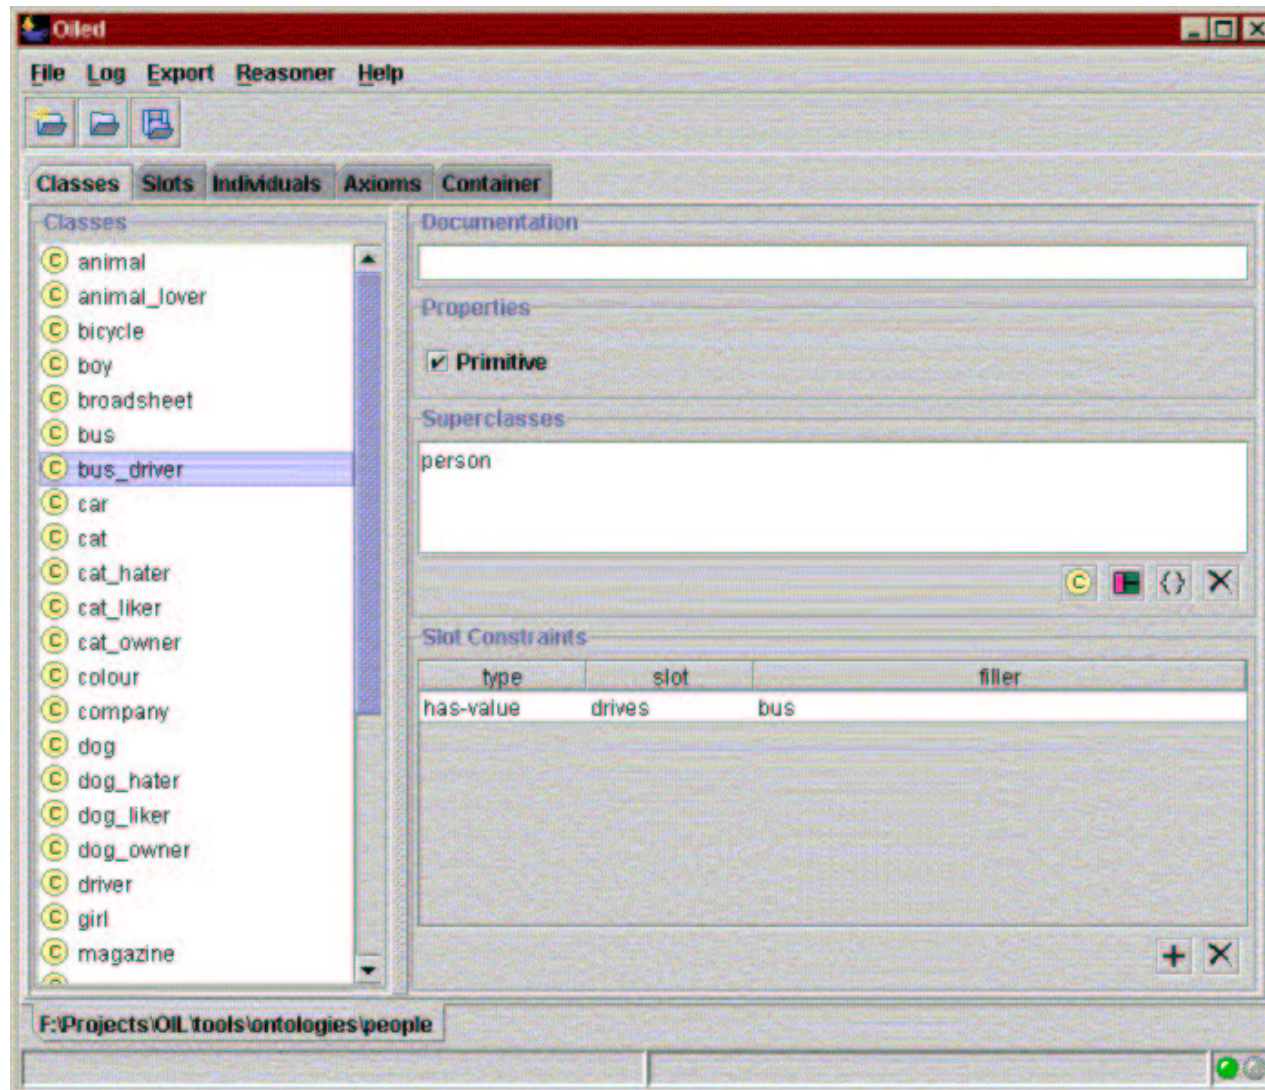 Oiled
File Log Export Reasoner Help
Classes Slots Individuals Axioms Container
Classes
C animal
C animal_lover
C bicycle
C boy
C broadsheet
C bus
C bus_driver
C car
C cat
C cat_hater
C cat_liker
C cat_owner
C colour
C company
C dog
C dog_hater
C dog_liker
C dog_owner
C driver
C girl
C magazine
Documentation
Properties
Primitive
Superclasses
person
C {}
Slot Constraints
type slot filler
has-value drives bus
F:\Projects\OIL\tools\ontologies\people